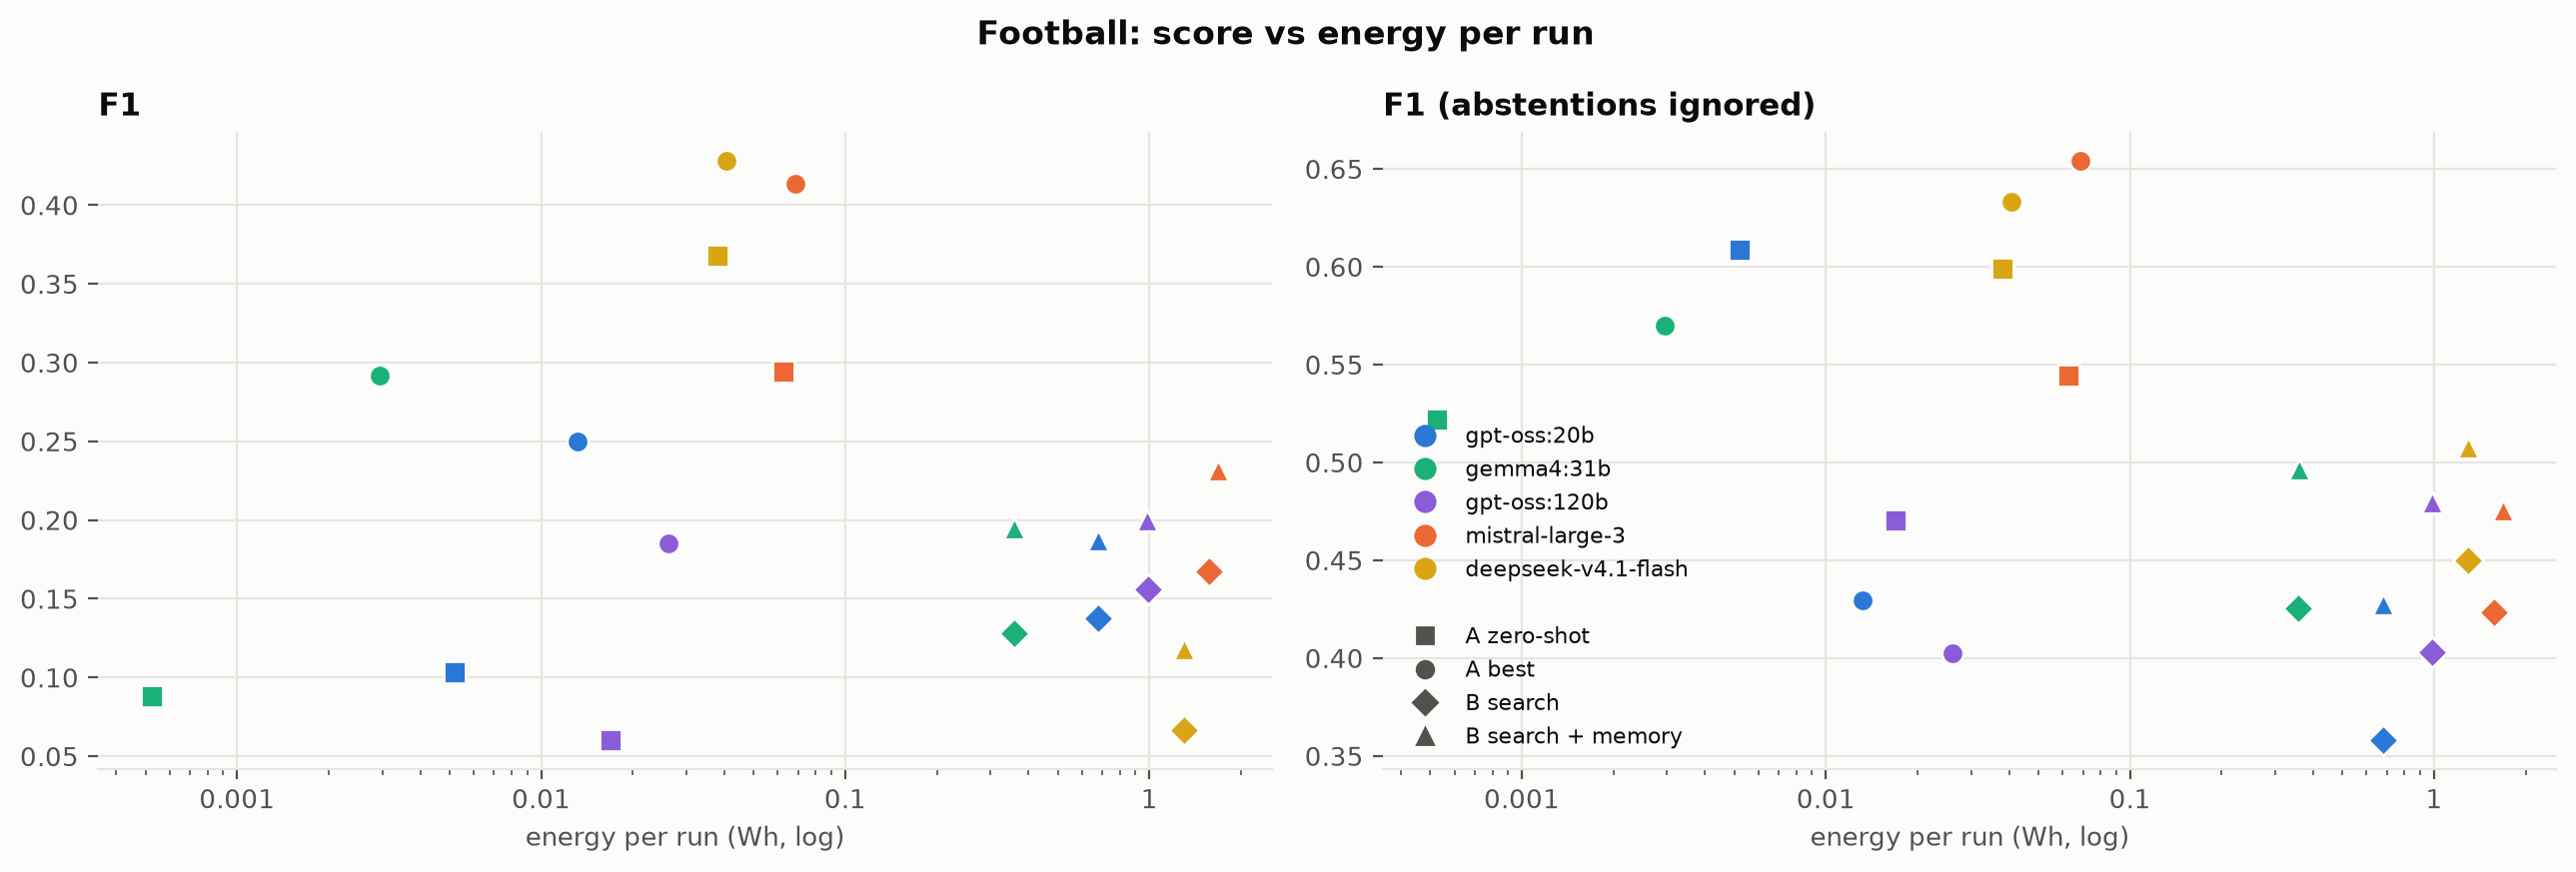 Football: score vs energy per run
F1
0.40
0.35
0.30
0.25
0.20
0.15
0.10
0.05
0.001 0.01 0.1 1
energy per run (Wh, log)
F1 (abstentions ignored)
0.65
0.60
0.55
0.50
0.45
0.40
0.35
gpt-oss:20b
gemma4:31b
gpt-oss:120b
mistral-large-3
deepseek-v4.1-flash
A zero-shot
A best
B search
B search + memory
0.001 0.01 0.1 1
energy per run (Wh, log)